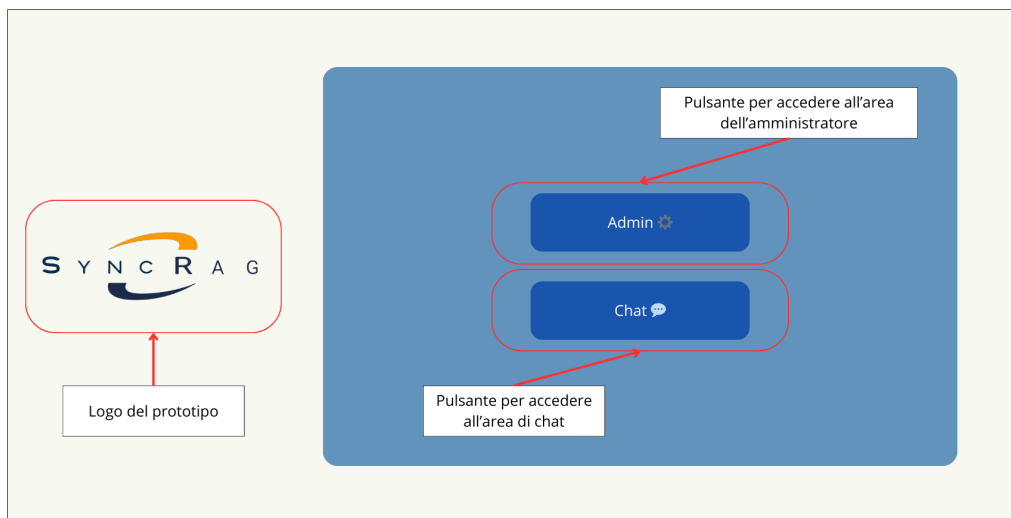 Pulsante per accedere all'area
dell'amministratore
Admin
SYNCRAG
Chat
Logo del prototipo
Pulsante per accedere
all'area di chat